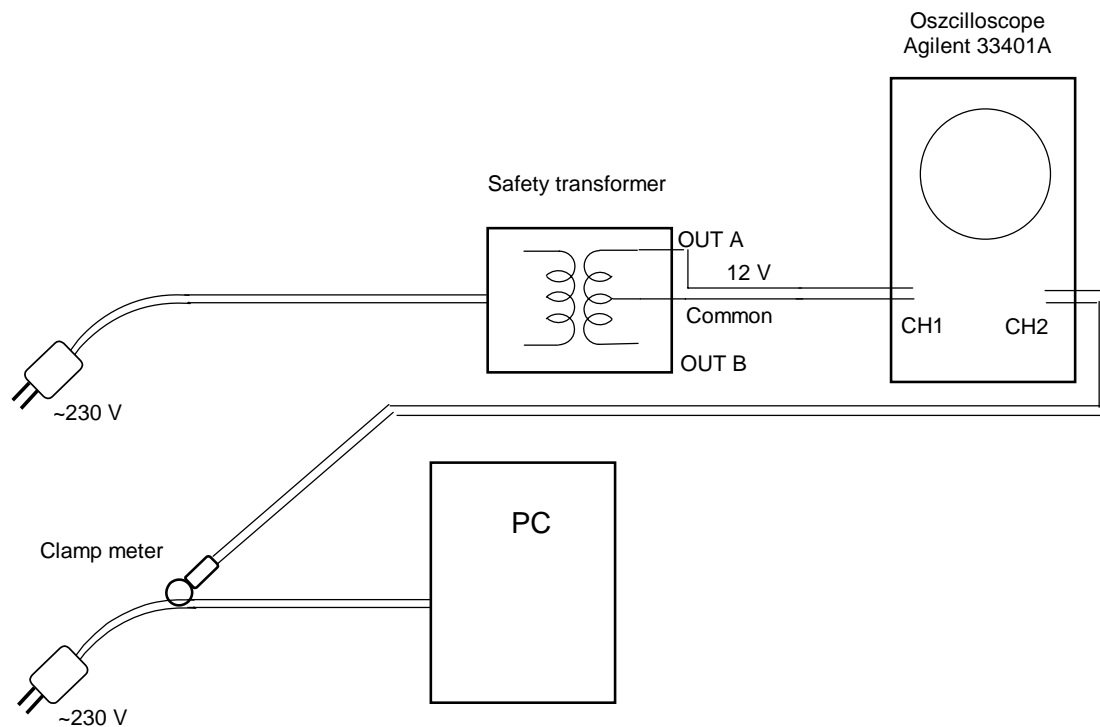 Oszcilloscope
Agilent 33401A
Safety transformer
OUT A
12 V
Common
CH1
CH2
OUT B
~230 V
PC
Clamp meter
~230 V